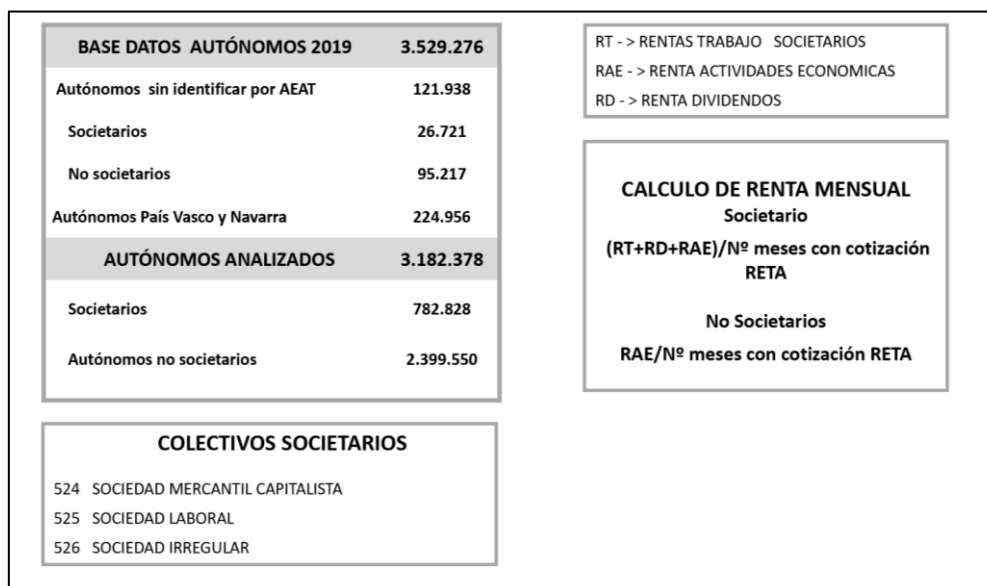 BASE DATOS AUTÓNOMOS 2019 3.529.276
Autónomos sin identificar por AEAT 121.938
Societarios 26.721
No societarios 95.217
Autónomos País Vasco y Navarra 224.956
AUTÓNOMOS ANALIZADOS 3.182.378
Societarios 782.828
Autónomos no societarios 2.399.550
COLECTIVOS SOCIETARIOS
524 SOCIEDAD MERCANTIL CAPITALISTA
525 SOCIEDAD LABORAL
526 SOCIEDAD IRREGULAR
RT - > RENTAS TRABAJO SOCIETARIOS
RAE - > RENTA ACTIVIDADES ECONOMICAS
RD - > RENTA DIVIDENDOS
CALCULO DE RENTA MENSUAL
Societario
(RT+RD+RAE)/Nº meses con cotización
RETA
No Societarios
RAE/Nº meses con cotización RETA